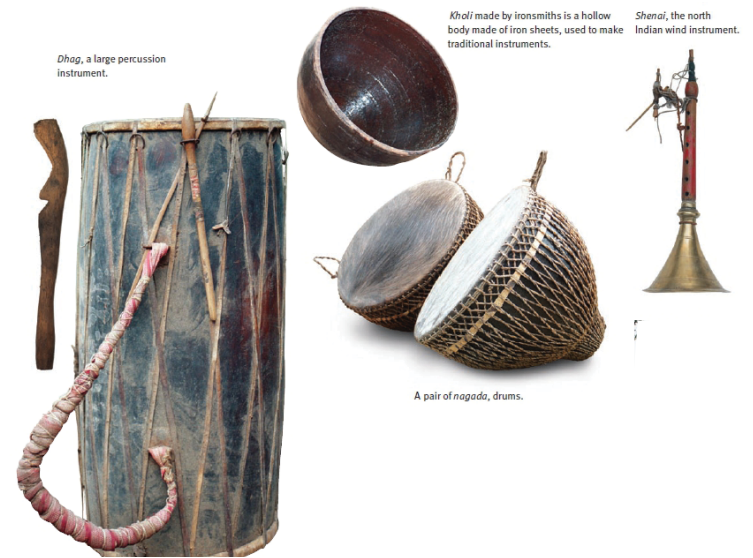 Dhag, a large percussion
instrument.
Kholi made by ironsmiths is a hollow
body made of iron sheets, used to make
traditional instruments.
Shenai, the north
Indian wind instrument.
A pair of nagada, drums.